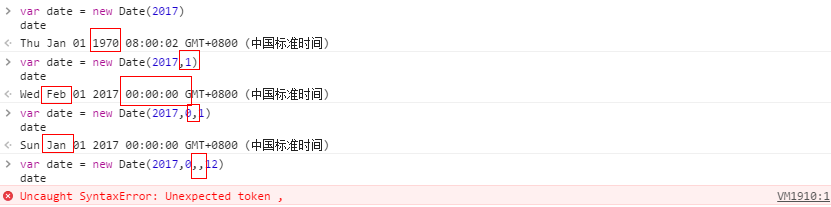 var date = new Date(2017)
date
Thu Jan 01 1970 08:00:02 GMT+0800 (中国标准时间)
var date = new Date(2017,1)
date
Wed Feb 01 2017 00:00:00 GMT+0800 (中国标准时间)
var date = new Date(2017,0,1)
date
Sun Jan 01 2017 00:00:00 GMT+0800 (中国标准时间)
var date = new Date(2017,0,,12)
date
Uncaught SyntaxError: Unexpected token , VM1910:1